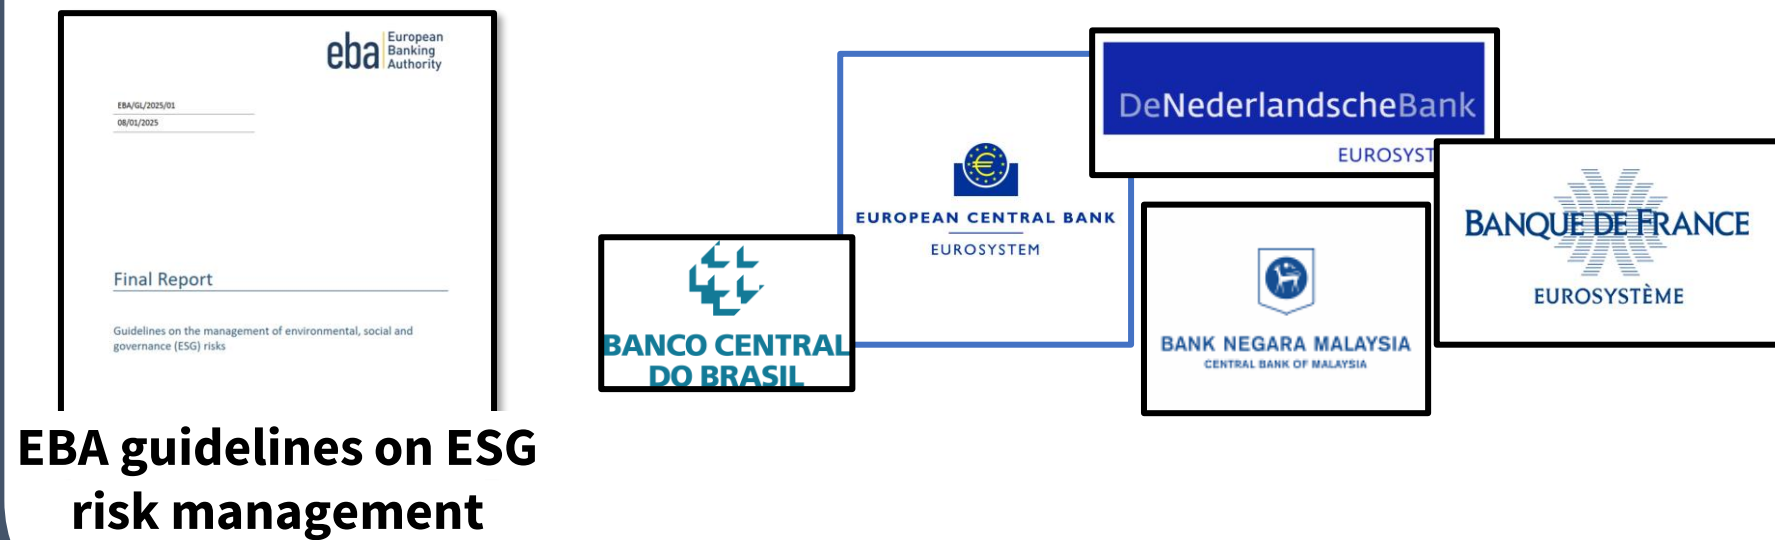 eba European
Banking
Authority
EBA/GL/2025/01
08/01/2025
Final Report
Guidelines on the management of environmental, social and
governance (ESG) risks
EBA guidelines on ESG
risk management
BANCO CENTRAL
DO BRASIL
EUROPEAN CENTRAL BANK
EUROSYSTEM
DeNederlandscheBank
EUROSYST
BANK NEGARA MALAYSIA
CENTRAL BANK OF MALAYSIA
BANQUE DE FRANCE
EUROSYSTÈME